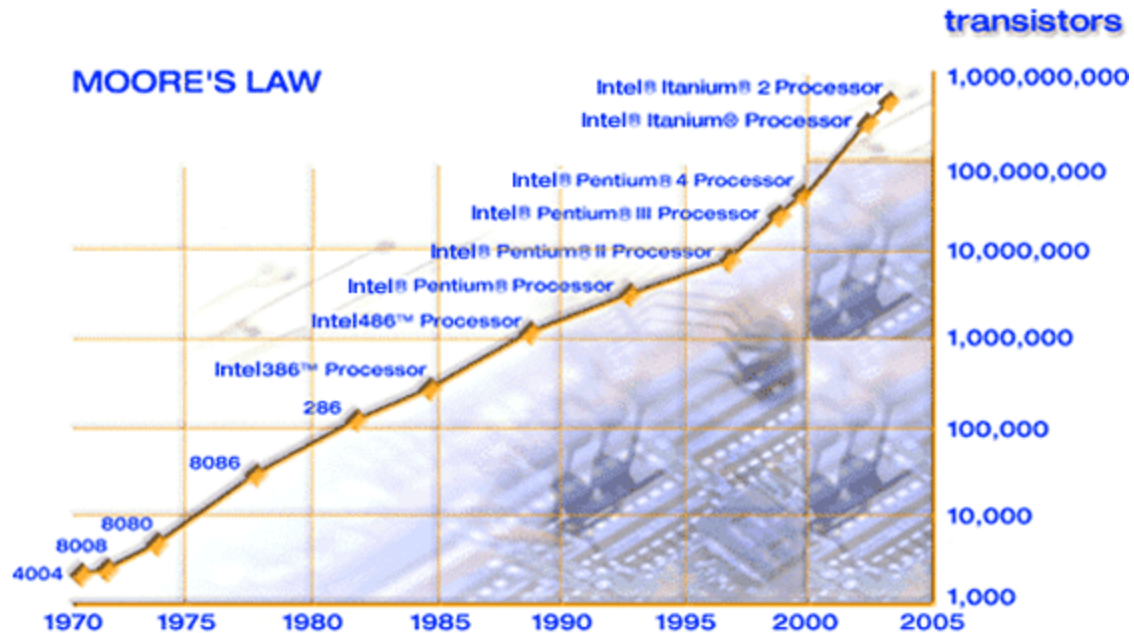 transistors
MOORE'S LAW
1,000,000,000
Intel® Itanium® 2 Processor
Intel® Itanium® Processor
100,000,000
Intel® Pentium® 4 Processor
Intel® Pentium® III Processor
10,000,000
Intel® Pentium® II Processor
Intel® Pentium® Processor
Intel486™ Processor
1,000,000
Intel386™ Processor
286
100,000
8086
8080
10,000
8008
4004
1,000
1970 1975 1980 1985 1990 1995 2000 2005